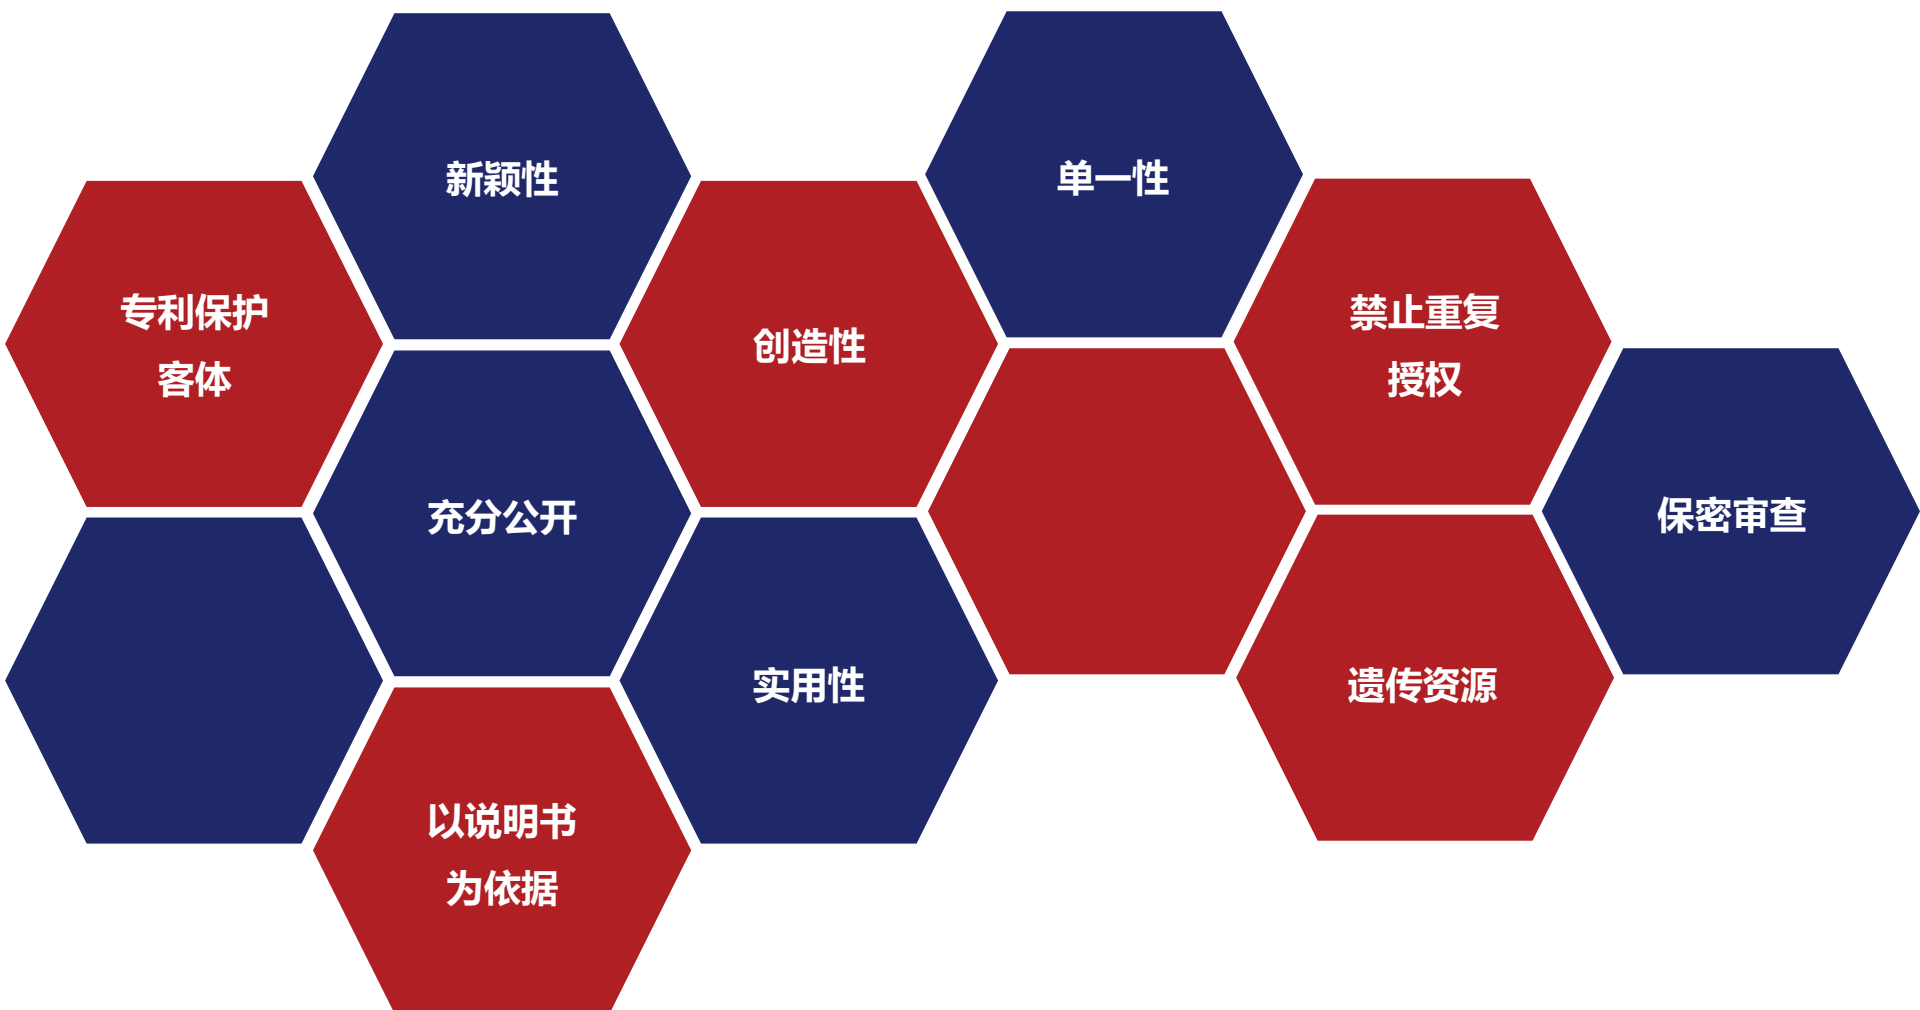 新颖性
单一性
专利保护
客体
创造性
禁止重复
授权
充分公开
保密审查
实用性
遗传资源
以说明书
为依据